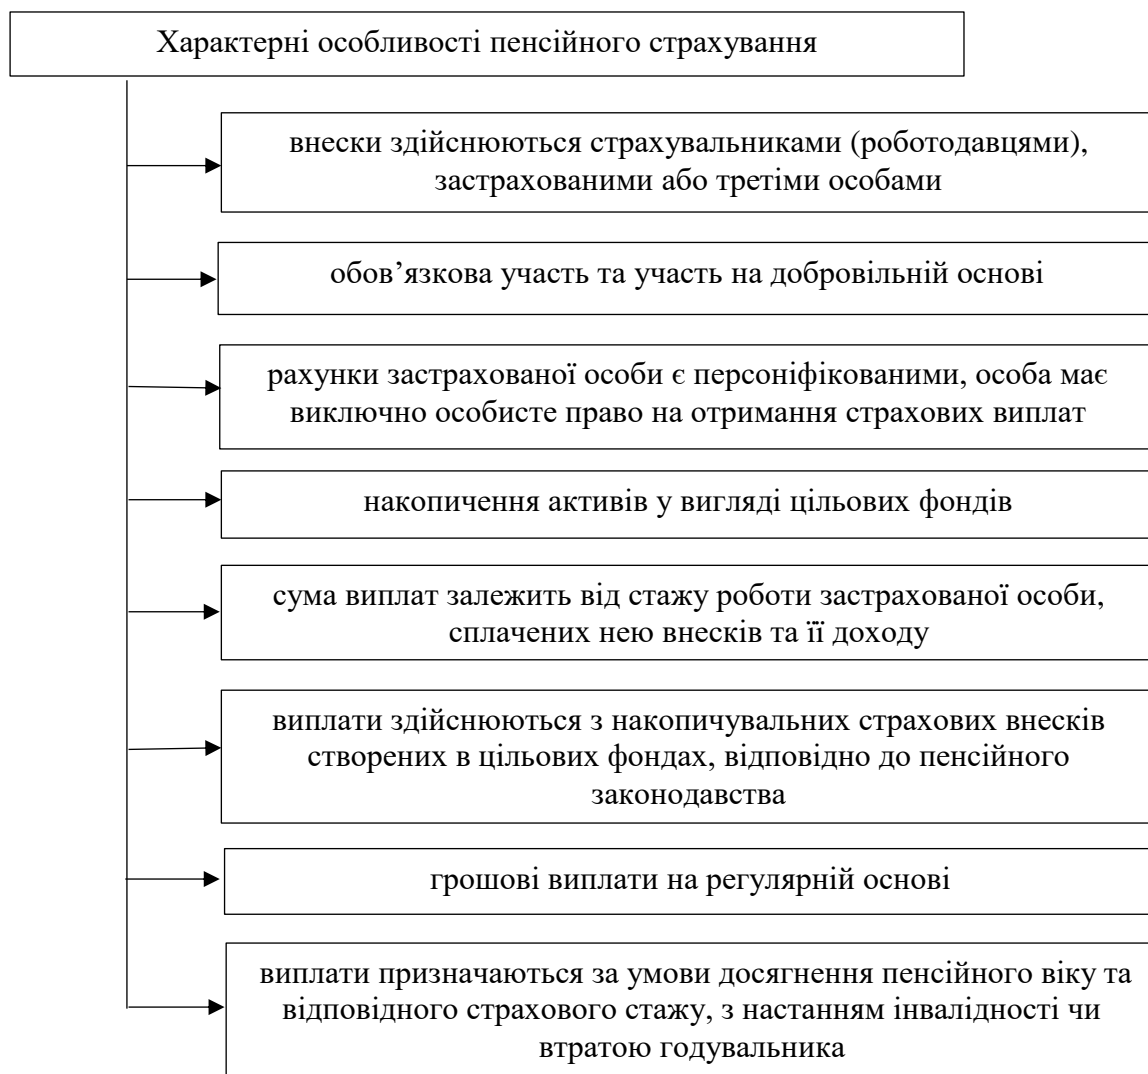 Характерні особливості пенсійного страхування
внески здійснюються страхувальниками (роботодавцями),
застрахованими або третіми особами
обов’язкова участь та участь на добровільній основі
рахунки застрахованої особи є персоніфікованими, особа має
виключно особисте право на отримання страхових виплат
накопичення активів у вигляді цільових фондів
сума виплат залежить від стажу роботи застрахованої особи,
сплачених нею внесків та її доходу
виплати здійснюються з накопичувальних страхових внесків
створених в цільових фондах, відповідно до пенсійного
законодавства
грошові виплати на регулярній основі
виплати призначаються за умови досягнення пенсійного віку та
відповідного страхового стажу, з настанням інвалідності чи
втратою годувальника